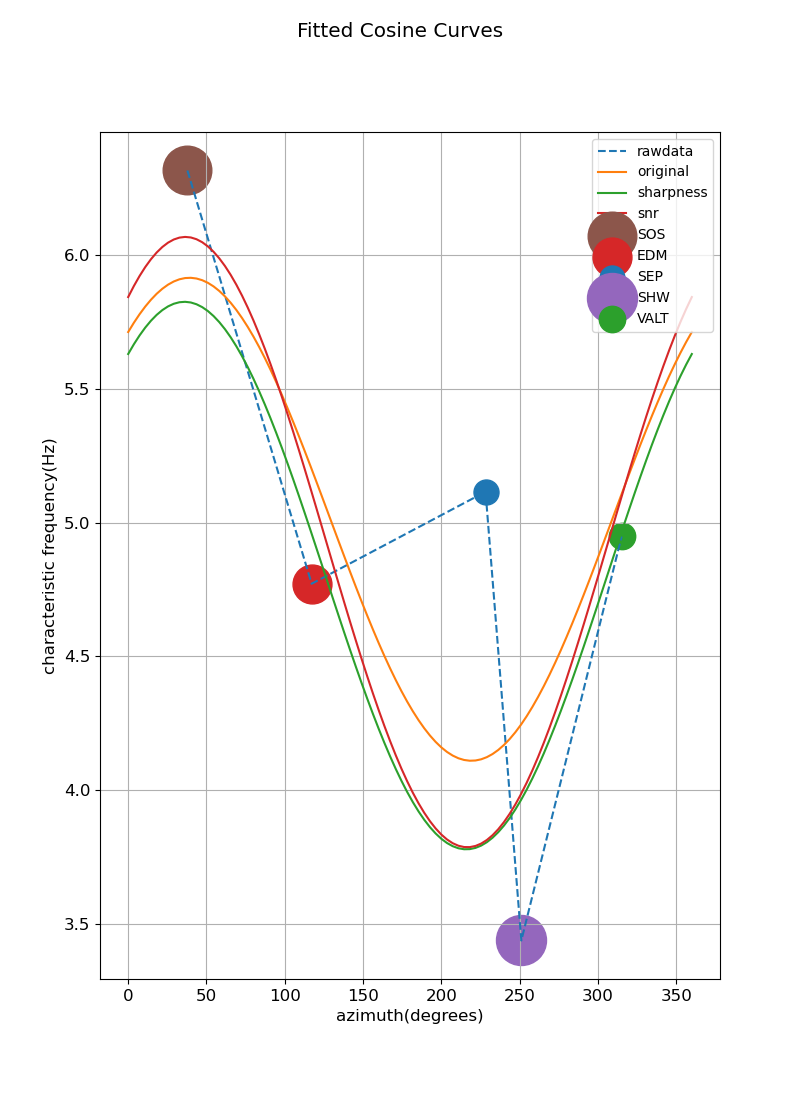 Fitted Cosine Curves
rawdata
original
sharpness
snr
SOS
EDM
SEP
SHW
VALT
6.0
5.5
5.0
4.5
4.0
3.5
characteristic frequency(Hz)
0 50 100 150 200 250 300 350
azimuth(degrees)